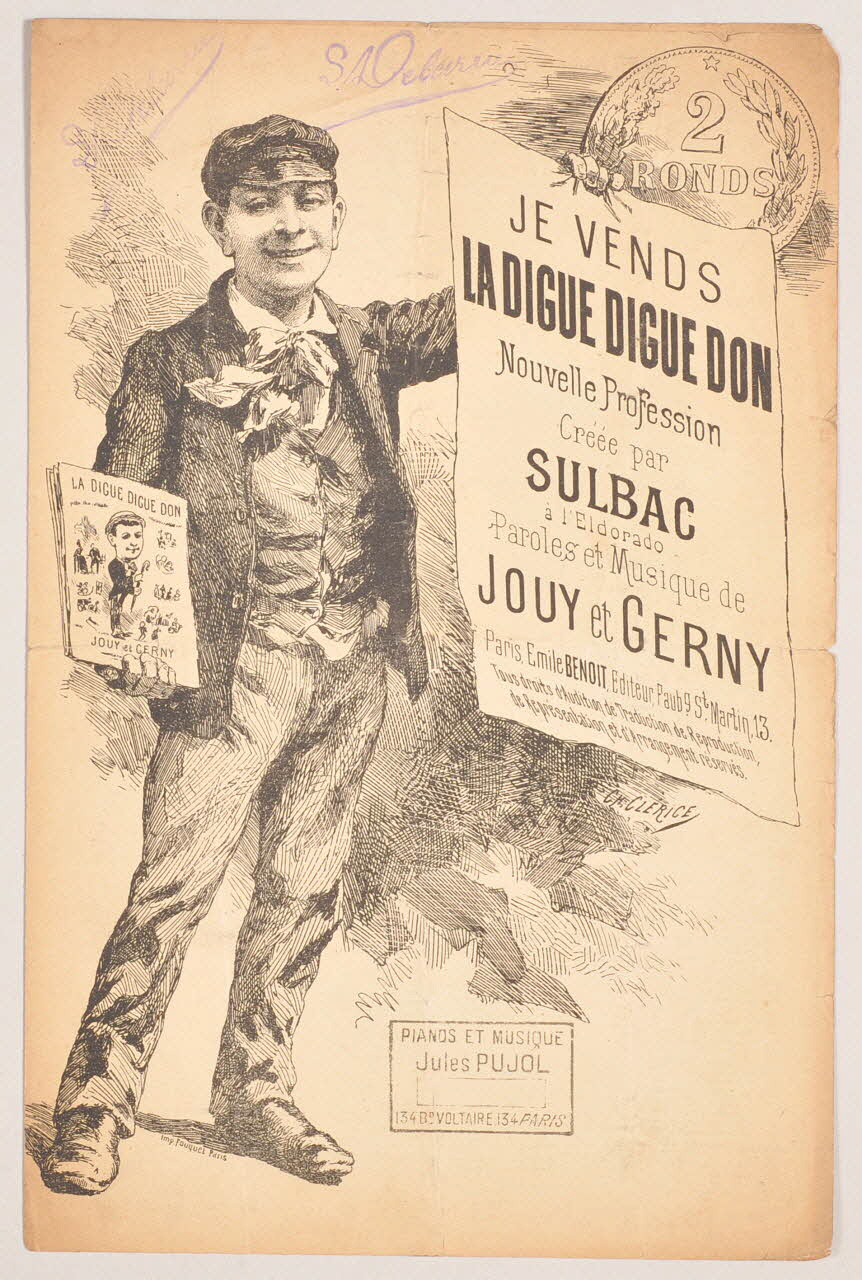 2
RONDS
JE VENDS
LA DIGUE DIGUE DON
Nouvelle Profession
Créée par
SULBAC
à l'Eldorado
Paroles et Musique de
JOUY et GERNY
Paris, Emile BENOIT, Editeur, Faubg St Martin, 13.
Tous droits d'Audition de Traduction de Reproduction,
de Représentation et d'Arrangement réservés.
LA DIGUE DIGUE DON
JOUY et GERNY
CH. CLERICE
PIANOS ET MUSIQUE
Jules PUJOL
134 Bd VOLTAIRE, 134 PARIS
Imp. Fouquet Paris